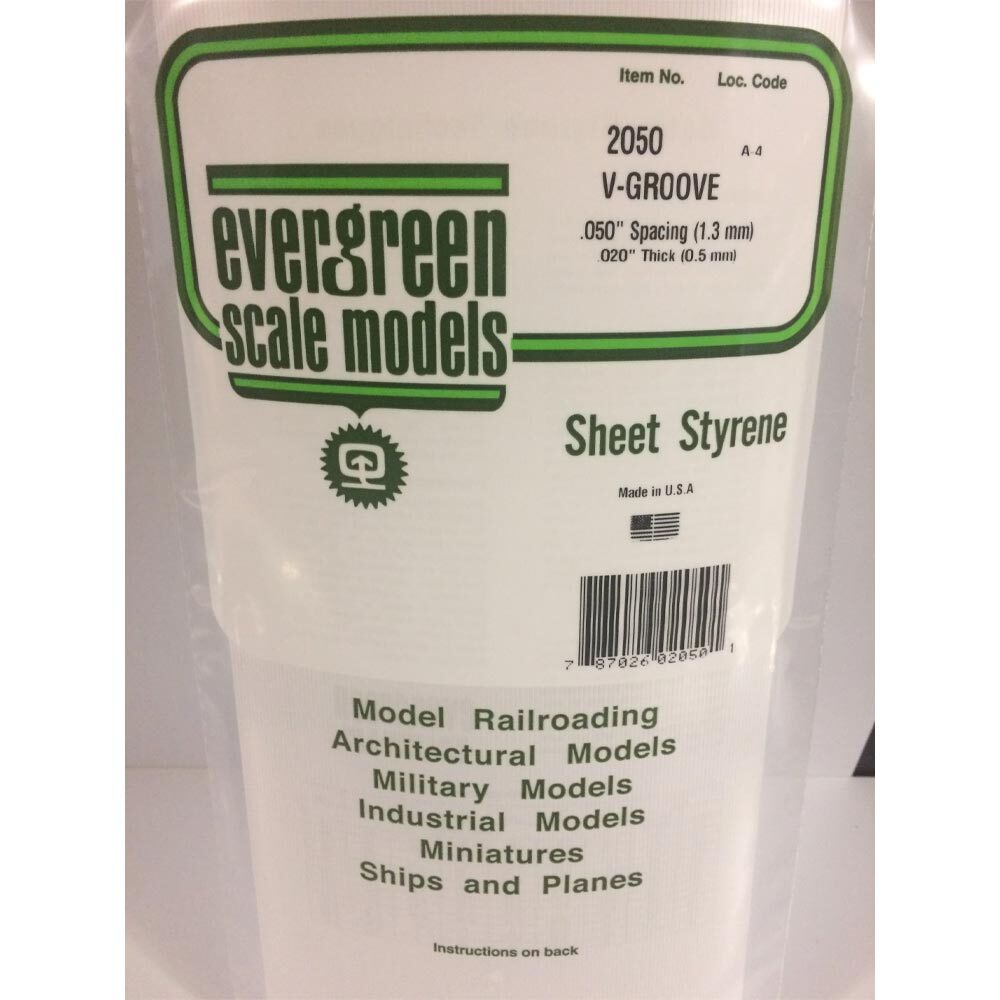 Item No. Loc. Code
2050 A-4
V-GROOVE
.050" Spacing (1.3 mm)
.020" Thick (0.5 mm)
evergreen
scale models
Sheet Styrene
Made in U.S.A
7 87026 02050 1
Model Railroading
Architectural Models
Military Models
Industrial Models
Miniatures
Ships and Planes
Instructions on back